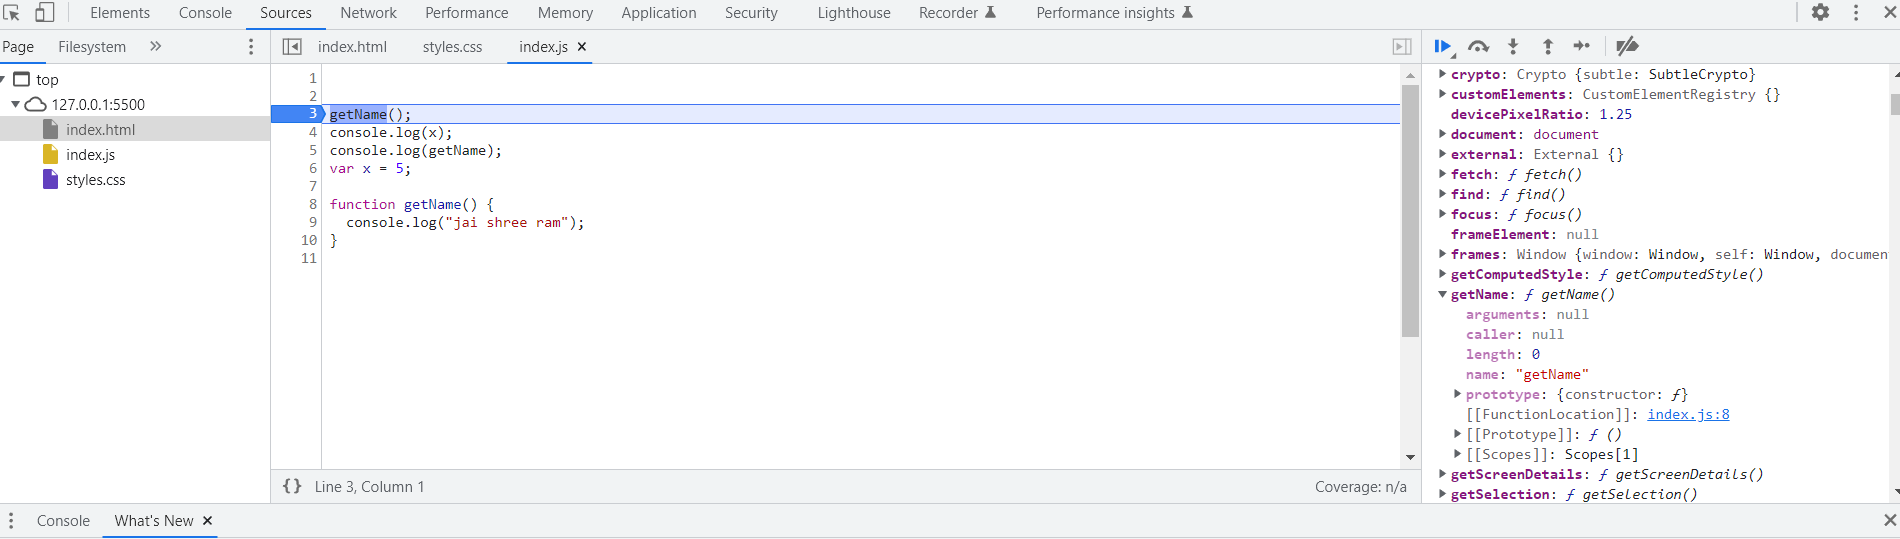 Elements Console Sources Network Performance Memory Application Security Lighthouse Recorder Performance insights
Page Filesystem
index.html styles.css index.js
top
127.0.0.1:5500
index.html
index.js
styles.css
1
2
3 getName();
4 console.log(x);
5 console.log(getName);
6 var x = 5;
7
8 function getName() {
9 console.log("jai shree ram");
10 }
11
{} Line 3, Column 1 Coverage: n/a
crypto: Crypto {subtle: SubtleCrypto}
customElements: CustomElementRegistry {}
devicePixelRatio: 1.25
document: document
external: External {}
fetch: ƒ fetch()
find: ƒ find()
focus: ƒ focus()
frameElement: null
frames: Window {window: Window, self: Window, documen
getComputedStyle: ƒ getComputedStyle()
getName: ƒ getName()
arguments: null
caller: null
length: 0
name: "getName"
prototype: {constructor: ƒ}
[[FunctionLocation]]: index.js:8
[[Prototype]]: ƒ ()
[[Scopes]]: Scopes[1]
getScreenDetails: ƒ getScreenDetails()
getSelection: ƒ getSelection()
Console What's New